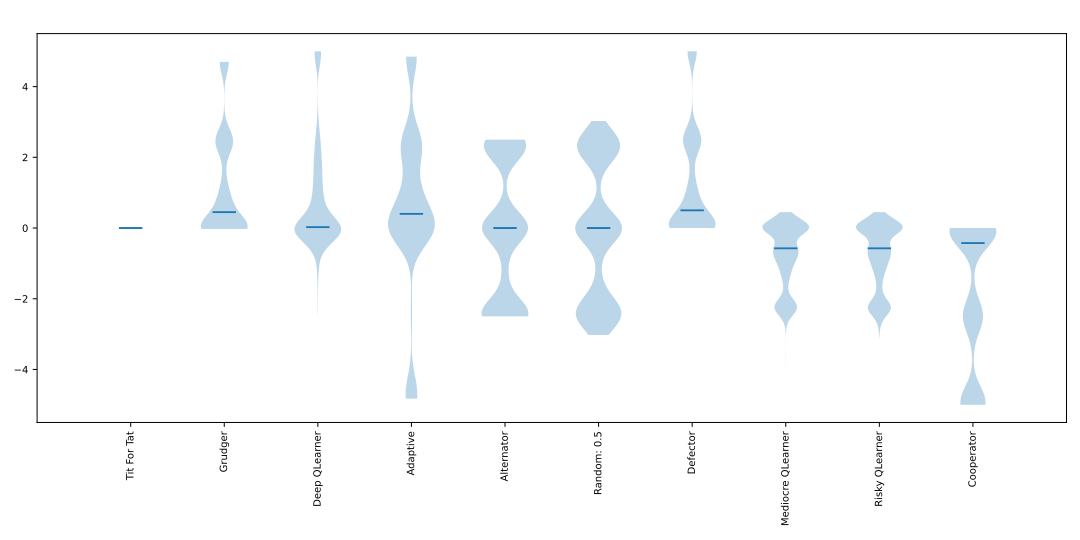 4
2
0
−2
−4
Tit For Tat
Grudger
Deep QLearner
Adaptive
Alternator
Random: 0.5
Defector
Mediocre QLearner
Risky QLearner
Cooperator